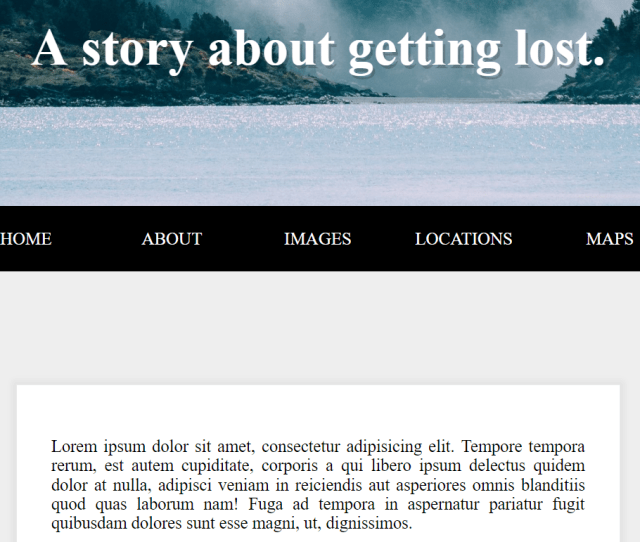 A story about getting lost.
HOME ABOUT IMAGES LOCATIONS MAPS
Lorem ipsum dolor sit amet, consectetur adipisicing elit. Tempore tempora
rerum, est autem cupiditate, corporis a qui libero ipsum delectus quidem
dolor at nulla, adipisci veniam in reiciendis aut asperiores omnis blanditiis
quod quas laborum nam! Fuga ad tempora in aspernatur pariatur fugit
quibusdam dolores sunt esse magni, ut, dignissimos.